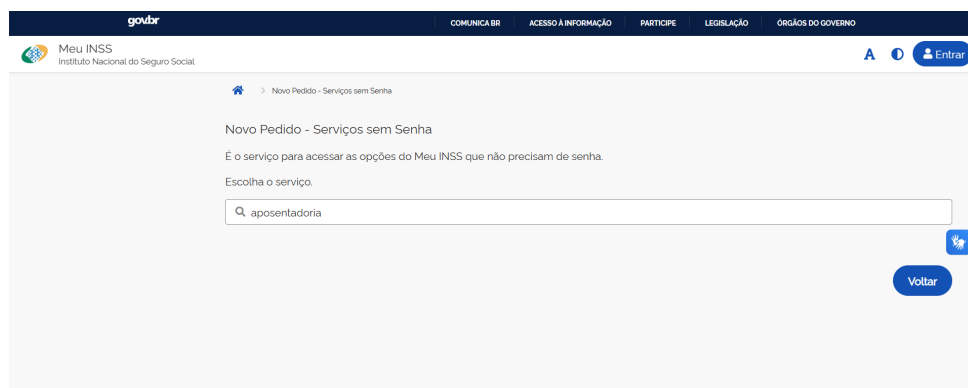 gov.br
COMUNICA BR
ACESSO À INFORMAÇÃO
PARTICIPE
LEGISLAÇÃO
ÓRGÃOS DO GOVERNO
Meu INSS
Instituto Nacional do Seguro Social
A
Entrar
> Novo Pedido - Serviços sem Senha
Novo Pedido - Serviços sem Senha
É o serviço para acessar as opções do Meu INSS que não precisam de senha.
Escolha o serviço.
aposentadoria
Voltar